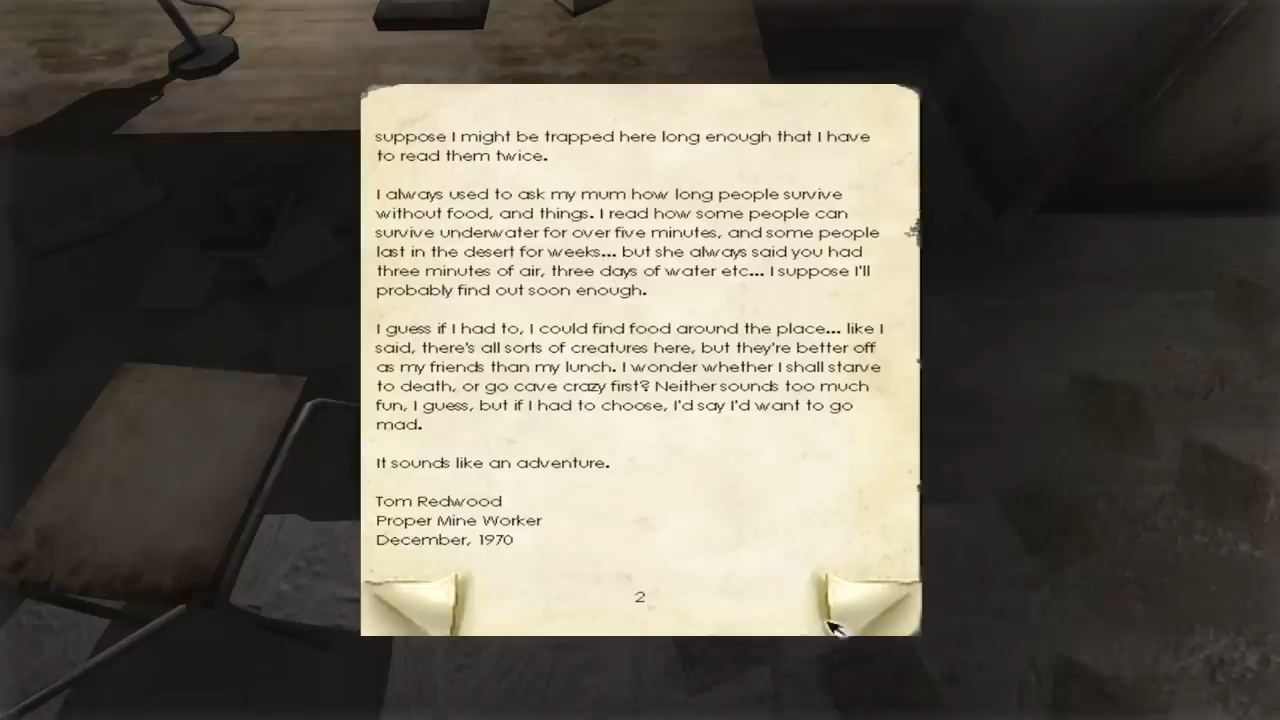 suppose I might be trapped here long enough that I have
to read them twice.
I always used to ask my mum how long people survive
without food, and things. I read how some people can
survive underwater for over five minutes, and some people
last in the desert for weeks... but she always said you had
three minutes of air, three days of water etc... I suppose I'll
probably find out soon enough.
I guess if I had to, I could find food around the place... like I
said, there's all sorts of creatures here, but they're better off
as my friends than my lunch. I wonder whether I shall starve
to death, or go cave crazy first? Neither sounds too much
fun, I guess, but if I had to choose, I'd say I'd want to go
mad.
It sounds like an adventure.
Tom Redwood
Proper Mine Worker
December, 1970
2